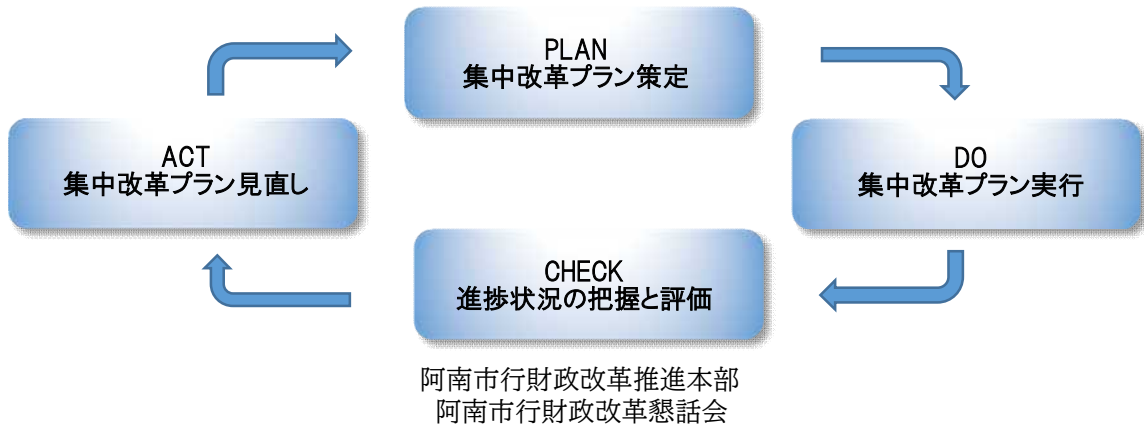 PLAN
集中改革プラン策定
ACT
集中改革プラン見直し
DO
集中改革プラン実行
CHECK
進捗状況の把握と評価
阿南市行財政改革推進本部
阿南市行財政改革懇話会